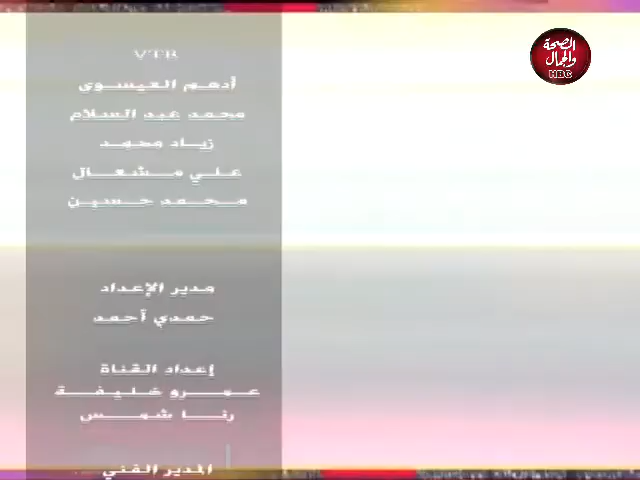 VTR
أدهم العيسوى
محمد عبد السلام
زياد محمد
علي مشعال
محمد حسين
مدير الإعداد
حمدي أحمد
إعداد القناة
عمرو خليفة
رنا شمس
المدير الفني
الصحة
والجمال
HBC